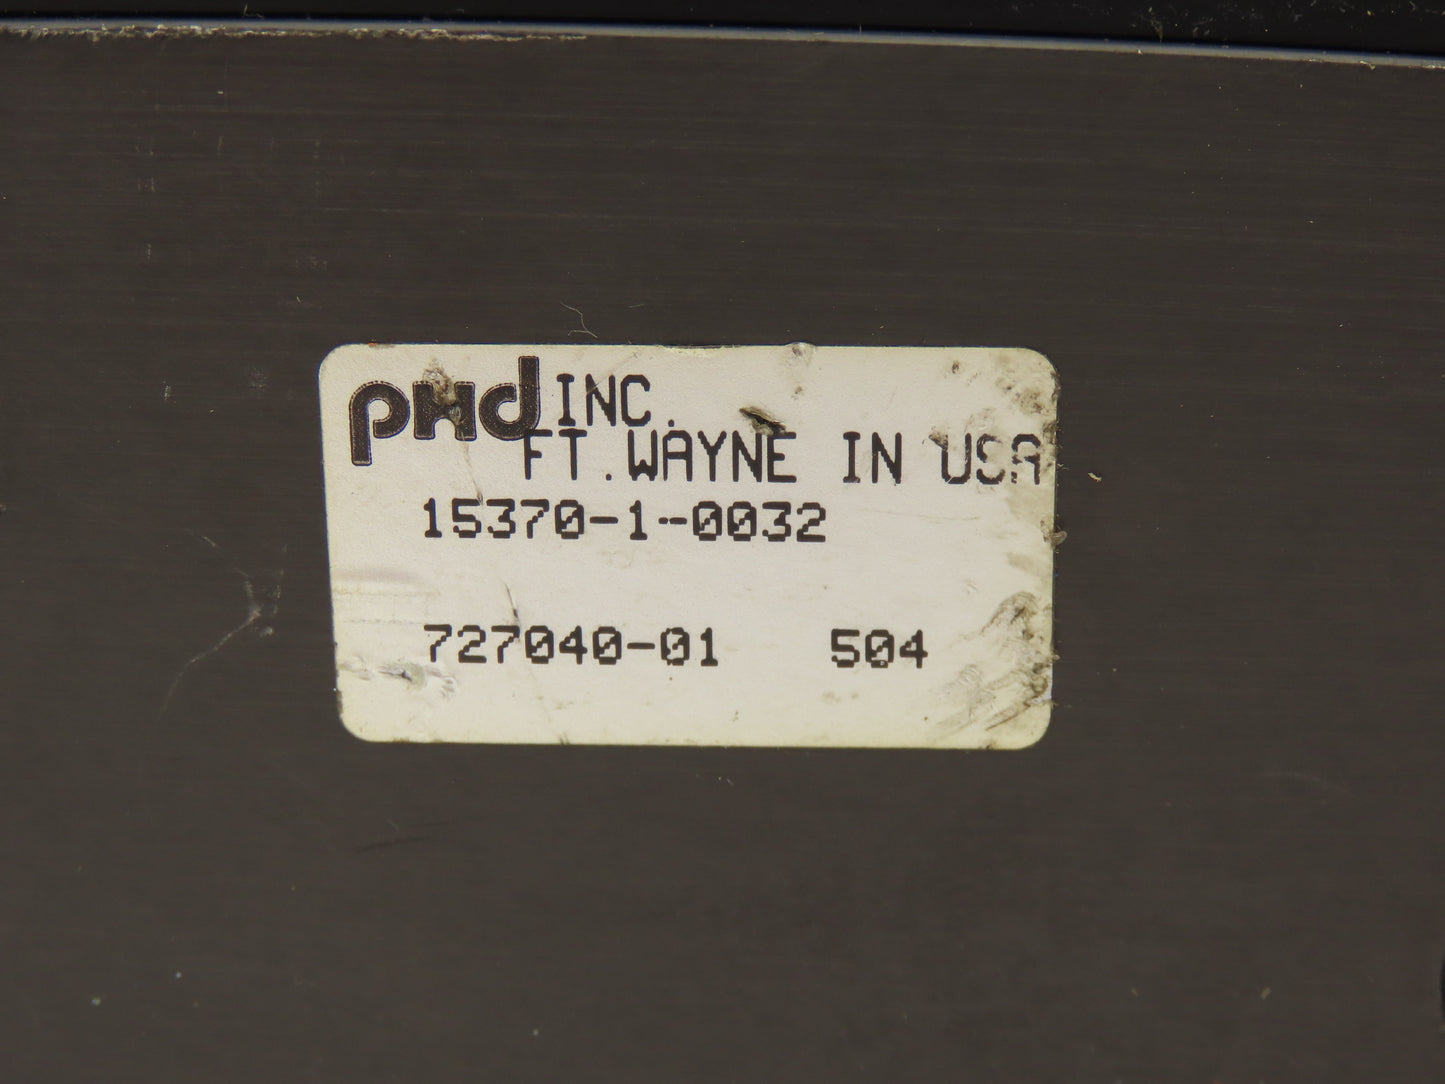 PHD INC.
FT. WAYNE IN USA
15370-1-0032
727040-01 504